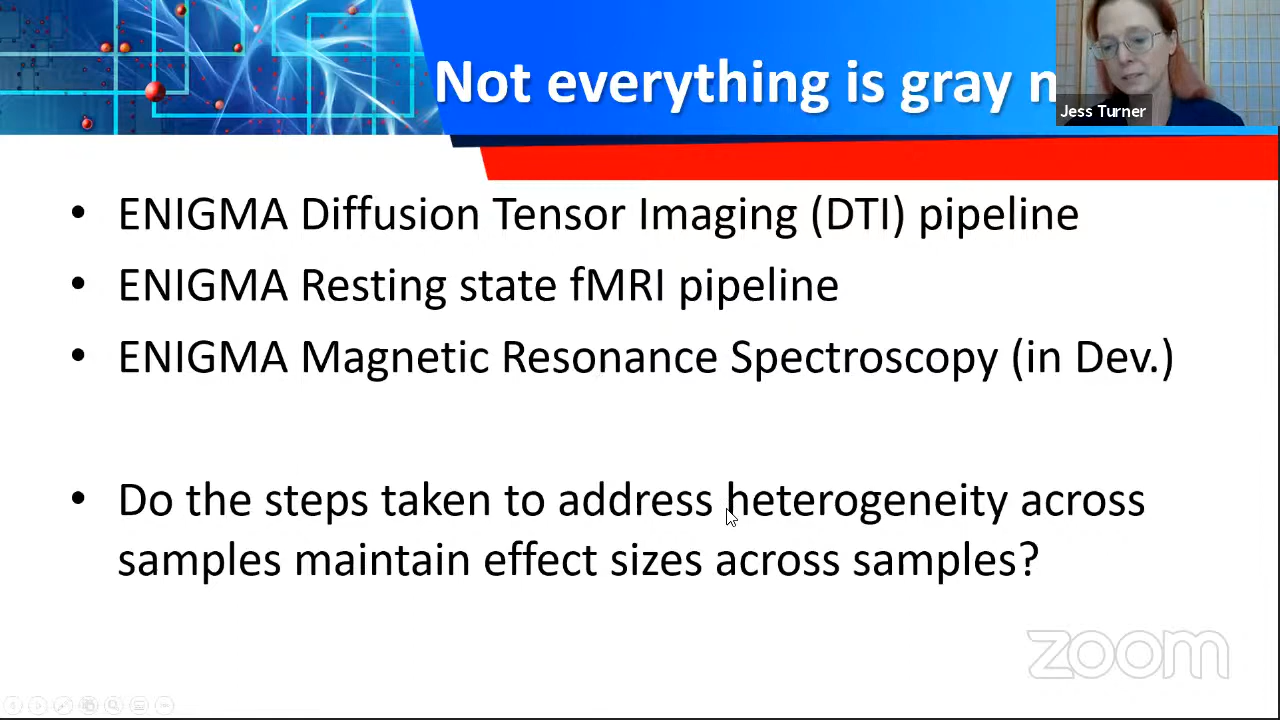 Not everything is gray
Jess Turner
• ENIGMA Diffusion Tensor Imaging (DTI) pipeline
• ENIGMA Resting state fMRI pipeline
• ENIGMA Magnetic Resonance Spectroscopy (in Dev.)
• Do the steps taken to address heterogeneity across
samples maintain effect sizes across samples?
zoom